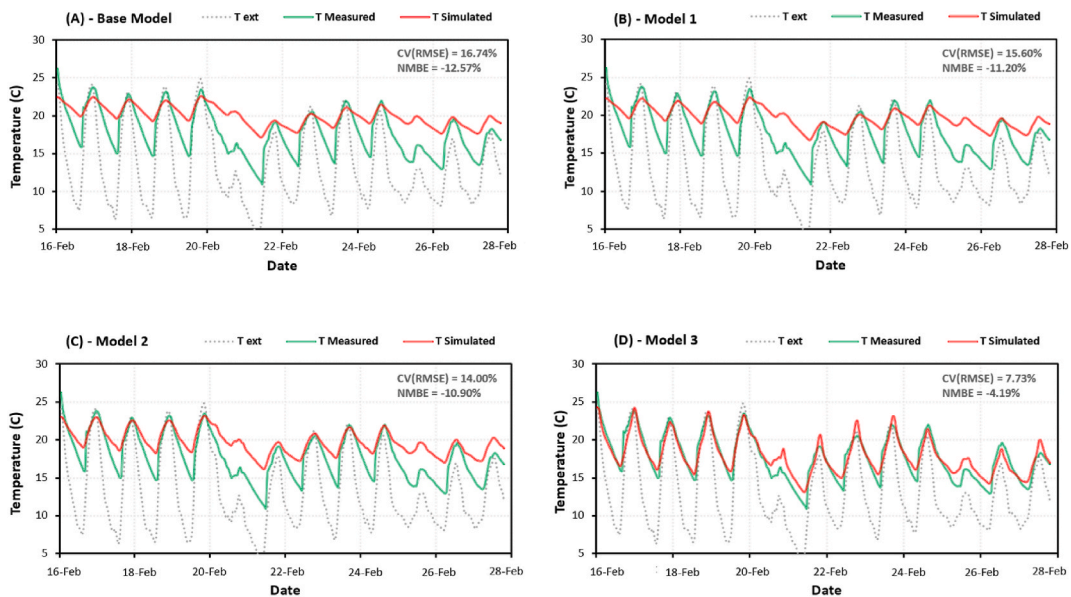 (A) - Base Model
T ext
T Measured
T Simulated
CV(RMSE) = 16.74%
NMBE = -12.57%
Temperature (C)
30
25
20
15
10
5
16-Feb
18-Feb
20-Feb
22-Feb
24-Feb
26-Feb
28-Feb
Date
(B) - Model 1
T ext
T Measured
T Simulated
CV(RMSE) = 15.60%
NMBE = -11.20%
Temperature (C)
30
25
20
15
10
5
16-Feb
18-Feb
20-Feb
22-Feb
24-Feb
26-Feb
28-Feb
Date
(C) - Model 2
T ext
T Measured
T Simulated
CV(RMSE) = 14.00%
NMBE = -10.90%
Temperature (C)
30
25
20
15
10
5
16-Feb
18-Feb
20-Feb
22-Feb
24-Feb
26-Feb
28-Feb
Date
(D) - Model 3
T ext
T Measured
T Simulated
CV(RMSE) = 7.73%
NMBE = -4.19%
Temperature (C)
30
25
20
15
10
5
16-Feb
18-Feb
20-Feb
22-Feb
24-Feb
26-Feb
28-Feb
Date